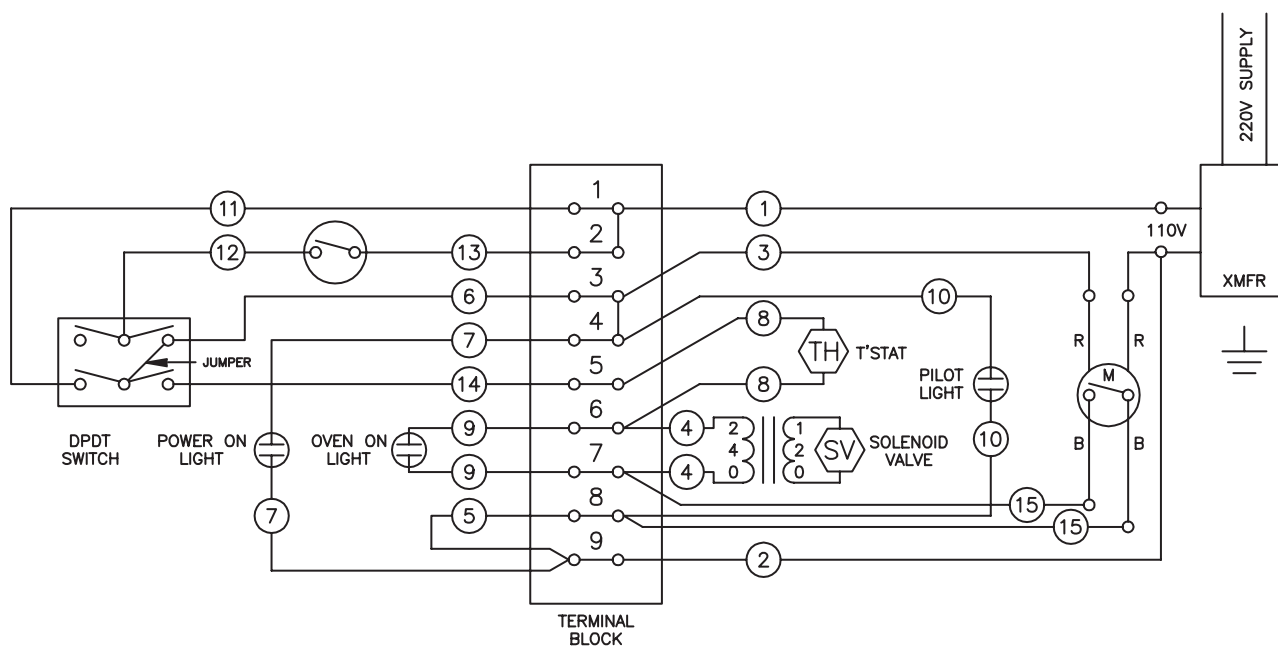 220V SUPPLY
1
11
1
2
110V
12
13
3
3
XMFR
6
10
4
8
7
TH
T'STAT
R
R
JUMPER
5
M
14
8
PILOT
LIGHT
6
DPDT
SWITCH
POWER ON
LIGHT
OVEN ON
LIGHT
9
4
2
4
0
1
2
0
SV
SOLENOID
VALVE
10
B
B
7
9
4
8
15
7
5
15
9
2
TERMINAL
BLOCK